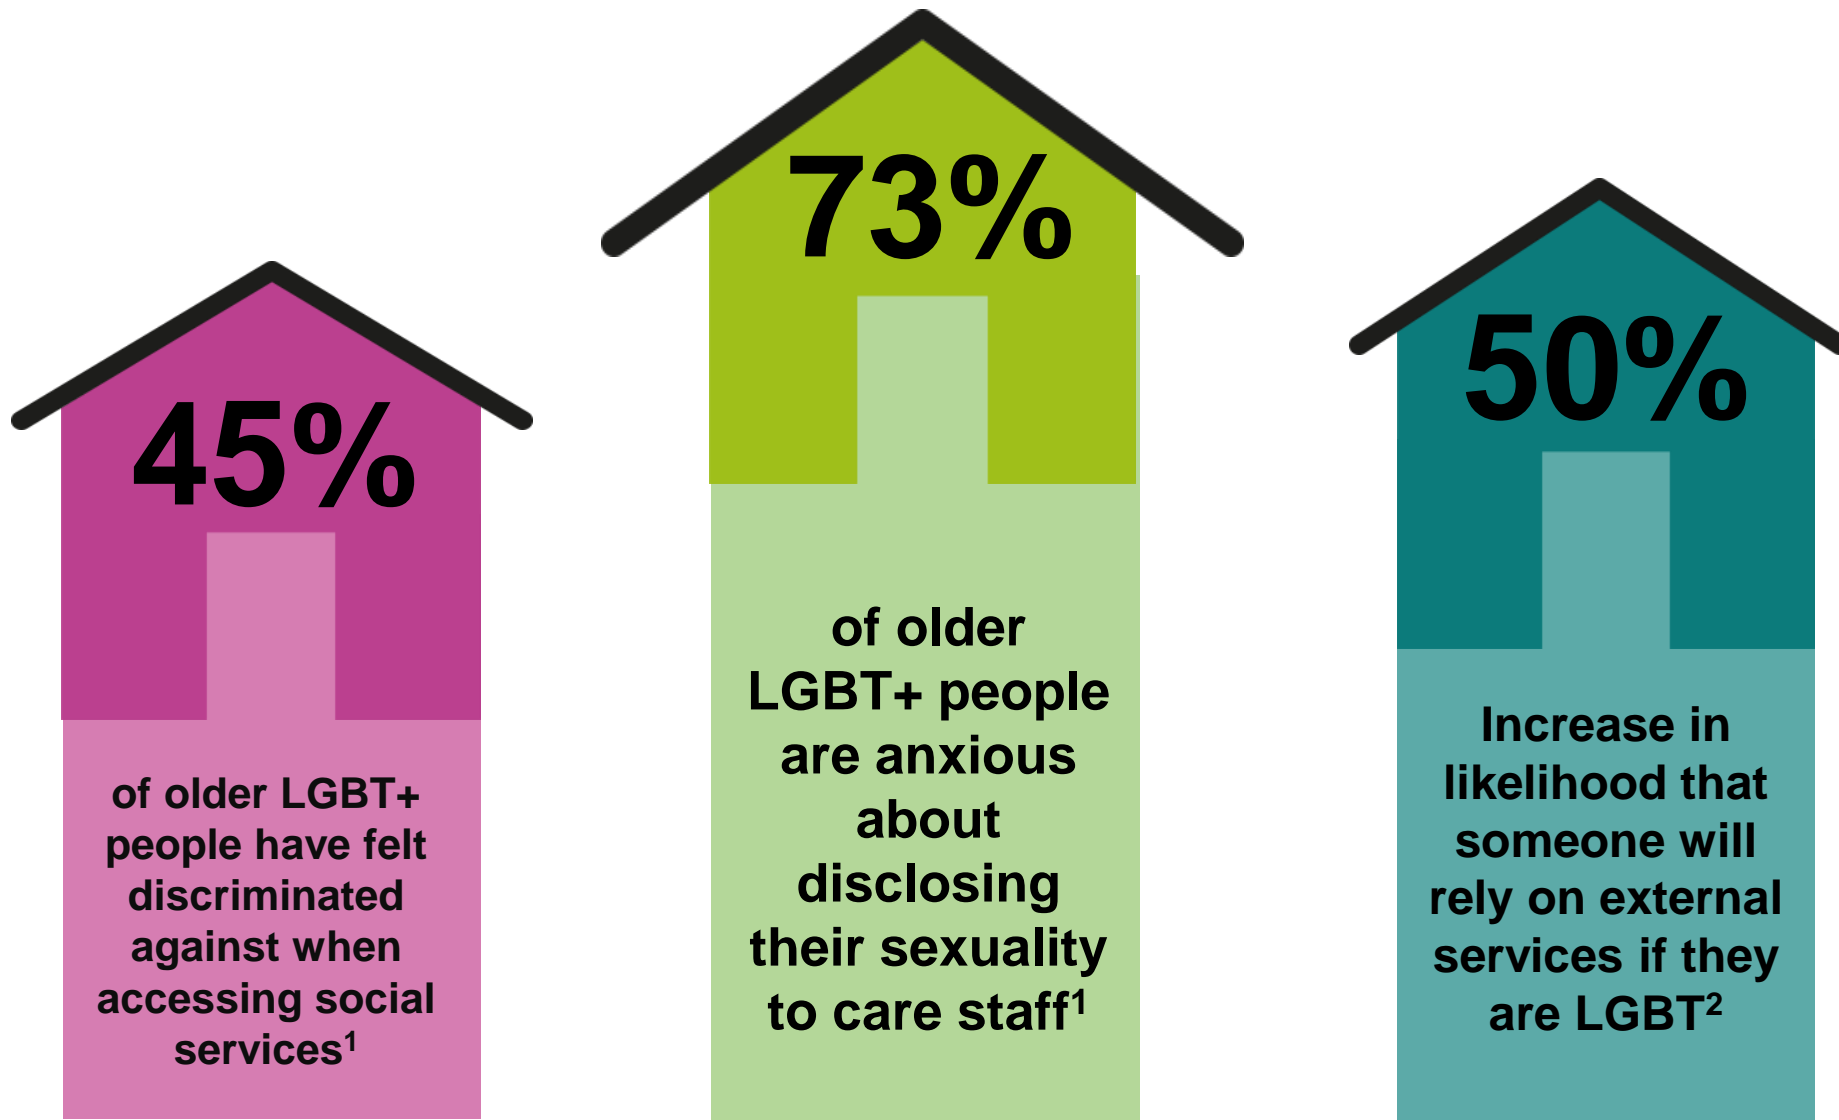 45%
of older LGBT+
people have felt
discriminated
against when
accessing social
services¹
73%
of older
LGBT+ people
are anxious
about
disclosing
their sexuality
to care staff¹
50%
Increase in
likelihood that
someone will
rely on external
services if they
are LGBT²